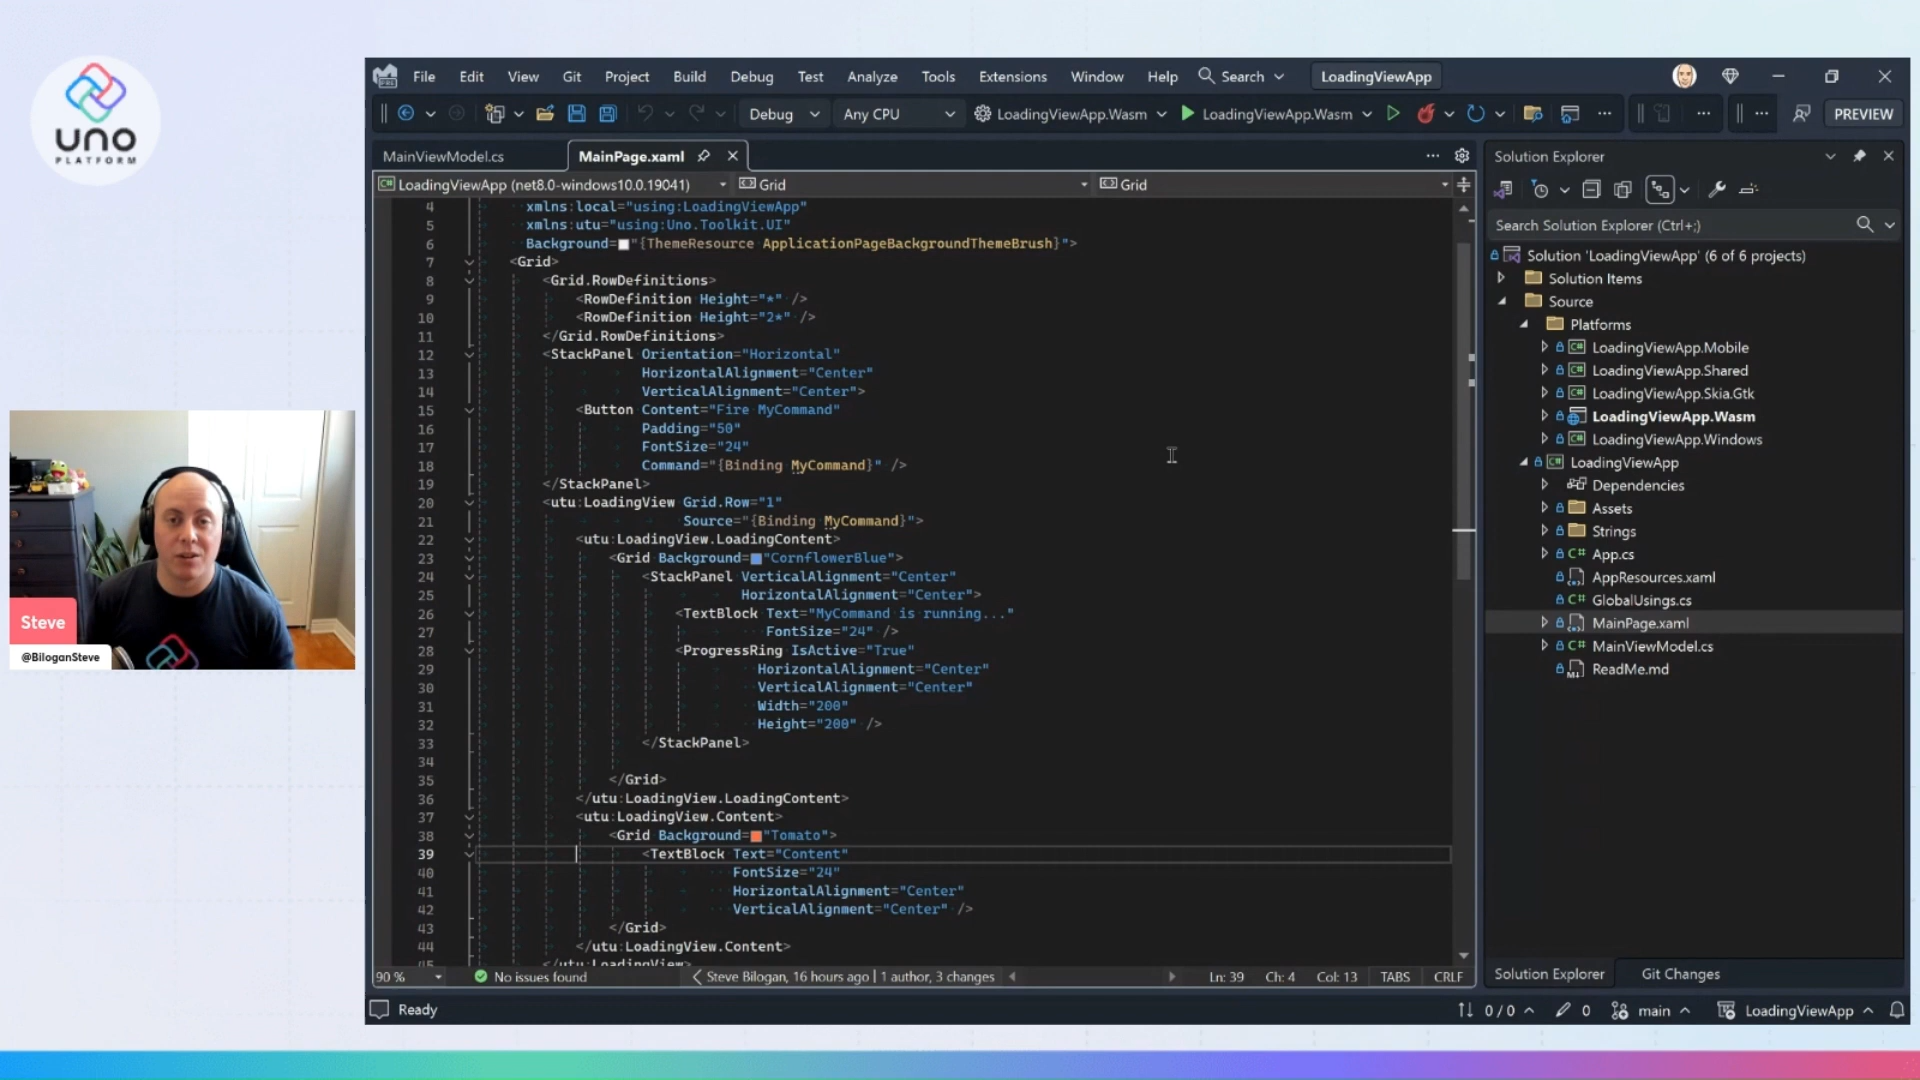 UNO
PLATFORM
Steve
@BiloganSteve
File Edit View Git Project Build Debug Test Analyze Tools Extensions Window Help Search LoadingViewApp
Debug Any CPU LoadingViewApp.Wasm LoadingViewApp.Wasm PREVIEW
MainViewModel.cs MainPage.xaml
LoadingViewApp (net8.0-windows10.0.19041) Grid Grid
4 xmlns:local="using:LoadingViewApp"
5 xmlns:utu="using:Uno.Toolkit.UI"
6 Background="{ThemeResource ApplicationPageBackgroundThemeBrush}">
7 <Grid>
8 <Grid.RowDefinitions>
9 <RowDefinition Height="*" />
10 <RowDefinition Height="2*" />
11 </Grid.RowDefinitions>
12 <StackPanel Orientation="Horizontal"
13 HorizontalAlignment="Center"
14 VerticalAlignment="Center">
15 <Button Content="Fire MyCommand"
16 Padding="50"
17 FontSize="24"
18 Command="{Binding MyCommand}" />
19 </StackPanel>
20 <utu:LoadingView Grid.Row="1"
21 Source="{Binding MyCommand}">
22 <utu:LoadingView.LoadingContent>
23 <Grid Background="CornflowerBlue">
24 <StackPanel VerticalAlignment="Center"
25 HorizontalAlignment="Center">
26 <TextBlock Text="MyCommand is running..."
27 FontSize="24" />
28 <ProgressRing IsActive="True"
29 HorizontalAlignment="Center"
30 VerticalAlignment="Center"
31 Width="200"
32 Height="200" />
33 </StackPanel>
34
35 </Grid>
36 </utu:LoadingView.LoadingContent>
37 <utu:LoadingView.Content>
38 <Grid Background="Tomato">
39 <TextBlock Text="Content"
40 FontSize="24"
41 HorizontalAlignment="Center"
42 VerticalAlignment="Center" />
43 </Grid>
44 </utu:LoadingView.Content>
45 </utu:LoadingView>
90 % No issues found Steve Bilogan, 16 hours ago | 1 author, 3 changes Ln: 39 Ch: 4 Col: 13 TABS CRLF
Solution Explorer
Search Solution Explorer (Ctrl+;)
Solution 'LoadingViewApp' (6 of 6 projects)
Solution Items
Source
Platforms
LoadingViewApp.Mobile
LoadingViewApp.Shared
LoadingViewApp.Skia.Gtk
LoadingViewApp.Wasm
LoadingViewApp.Windows
LoadingViewApp
Dependencies
Assets
Strings
App.cs
AppResources.xaml
GlobalUsings.cs
MainPage.xaml
MainViewModel.cs
ReadMe.md
Solution Explorer Git Changes
Ready 0 / 0 0 main LoadingViewApp